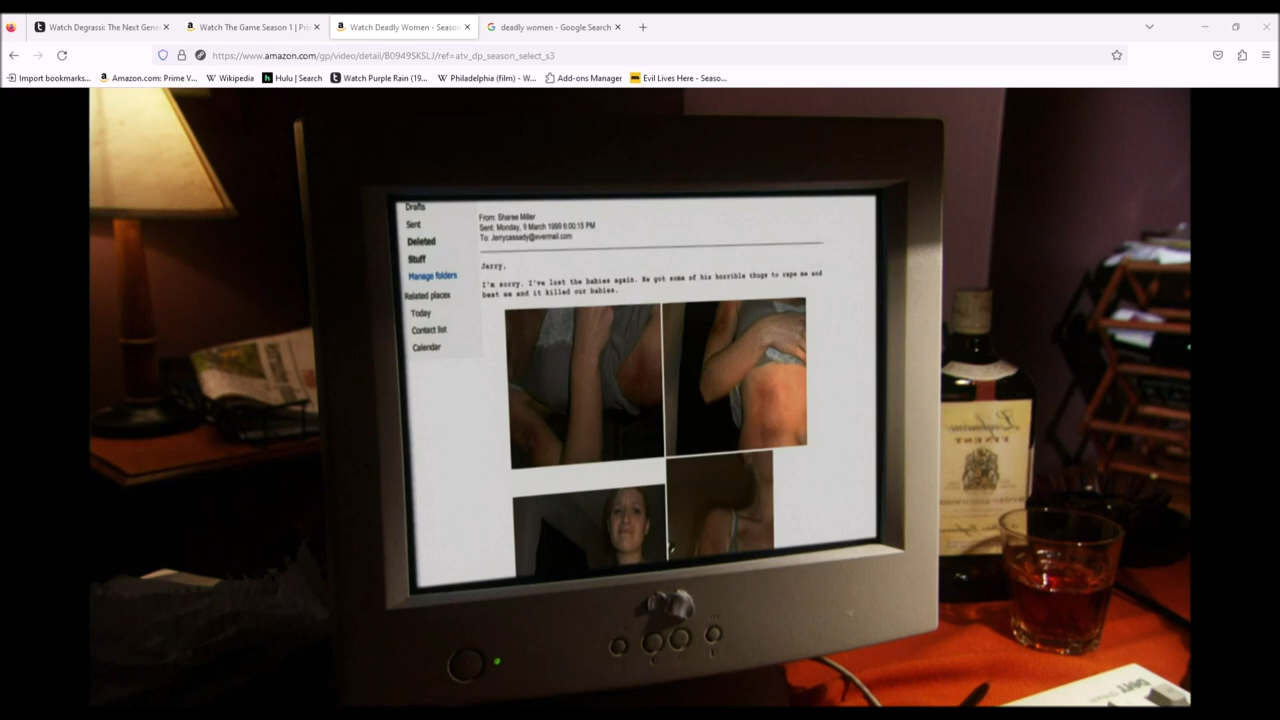 Watch Degrassi: The Next Gene
Watch The Game Season 1 | Pri
Watch Deadly Women - Season
deadly women - Google Search
https://www.amazon.com/gp/video/detail/B0949SKSLJ/ref=atv_dp_season_select_s3
Import bookmarks...
Amazon.com: Prime V...
Wikipedia
Hulu | Search
Watch Purple Rain (19...
Philadelphia (film) - W...
Add-ons Manager
Evil Lives Here - Seaso...
Drafts
Sent
Deleted
Stuff
Manage folders
Related places
Today
Contact list
Calendar
From: Sharee Miller
Sent: Monday, 9 March 1999 6:00:15 PM
To: Jerrycassady@evermail.com
Jerry,
I'm sorry. I've lost the babies again. He got some of his horrible thugs to rape me and
beat me and it killed our babies.
FINEST